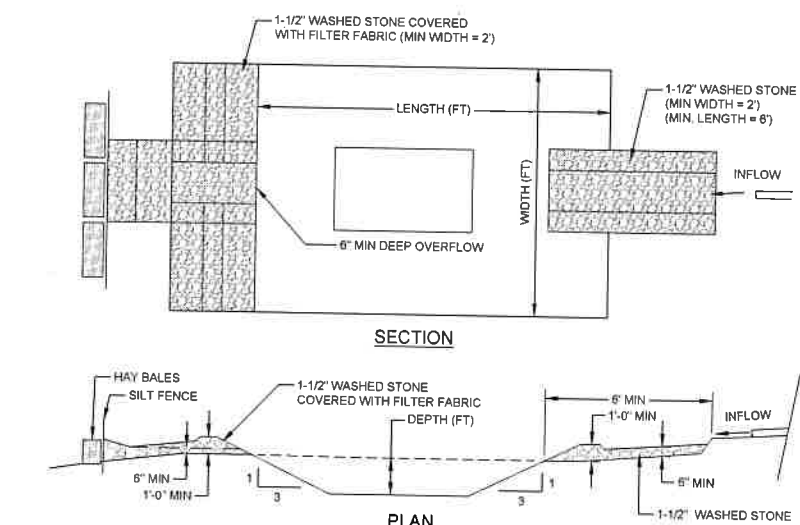 1-1/2" WASHED STONE COVERED
WITH FILTER FABRIC (MIN WIDTH = 2')
LENGTH (FT)
1-1/2" WASHED STONE
(MIN WIDTH = 2')
(MIN. LENGTH = 6')
INFLOW
WIDTH (FT)
6" MIN DEEP OVERFLOW
SECTION
HAY BALES
SILT FENCE
1-1/2" WASHED STONE
COVERED WITH FILTER FABRIC
DEPTH (FT)
6' MIN
1'-0" MIN
INFLOW
6" MIN
1'-0" MIN
1
3
1
3
6" MIN
1-1/2" WASHED STONE
PLAN